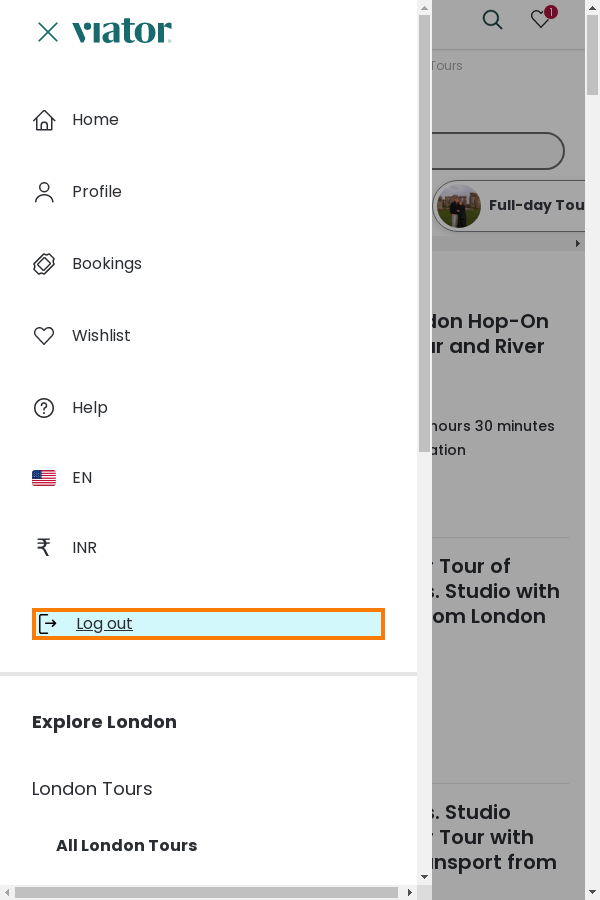 viator
1
Tours
Home
Profile
Full-day Tou
Bookings
don Hop-On
Wishlist
ur and River
Help
hours 30 minutes
ation
EN
₹ INR
Tour of
s. Studio with
om London
Log out
Explore London
London Tours
s. Studio
Tour with
All London Tours
nsport from